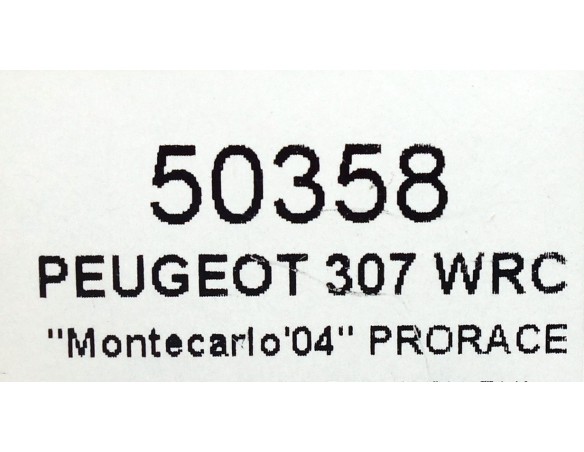 50358
PEUGEOT 307 WRC
"Montecarlo'04" PRORACE